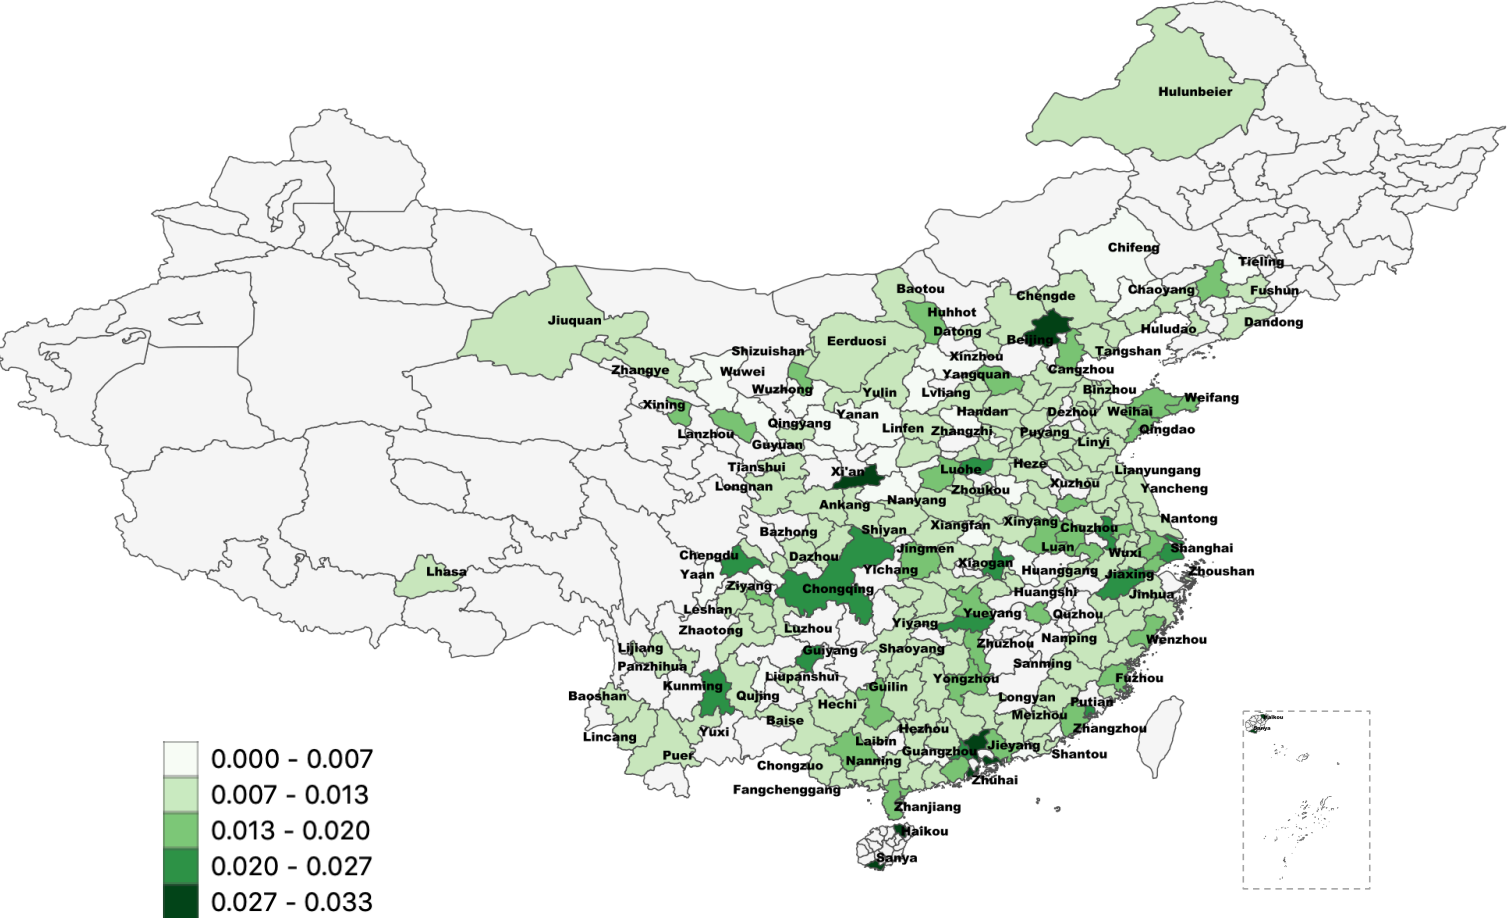 Hulunbeier
Chifeng
Tieling
Baotou
Chengde
Chaoyang
Fushun
Huhhot
Jiuquan
Datong
Huludao
Dandong
Eerduosi
Beijing
Shizuishan
Xinzhou
Tangshan
Zhangye
Wuwei
Yangquan
Cangzhou
Wuzhong
Yulin
Lvliang
Binzhou
Weifang
Xining
Yanan
Handan
Dezhou
Weihai
Lanzhou
Qingyang
Linfen
Zhangzhi
Puyang
Qingdao
Guyuan
Linyi
Tianshui
Xi'an
Luohe
Heze
Lianyungang
Longnan
Zhoukou
Xuzhou
Yancheng
Ankang
Nanyang
Bazhong
Shiyan
Xiangfan
Xinyang
Chuzhou
Nantong
Chengdu
Dazhou
Jingmen
Luan
Wuxi
Shanghai
Yaan
Yichang
Xiaogan
Huanggang
Jiaxing
Zhoushan
Ziyang
Chongqing
Huangshi
Jinhua
Leshan
Yueyang
Quzhou
Zhaotong
Luzhou
Yiyang
Zhuzhou
Nanping
Wenzhou
Lijiang
Guiyang
Shaoyang
Sanming
Panzhihua
Liupanshui
Kunming
Guilin
Yongzhou
Fuzhou
Baoshan
Qujing
Hechi
Longyan
Putian
Baise
Meizhou
Lincang
Yuxi
Hezhou
Zhangzhou
Laibin
Guangzhou
Jieyang
Puer
Chongzuo
Nanning
Shantou
Fangchenggang
Zhuhai
Zhanjiang
Haikou
Sanya
Haikou
Sanya
0.000 - 0.007
0.007 - 0.013
0.013 - 0.020
0.020 - 0.027
0.027 - 0.033